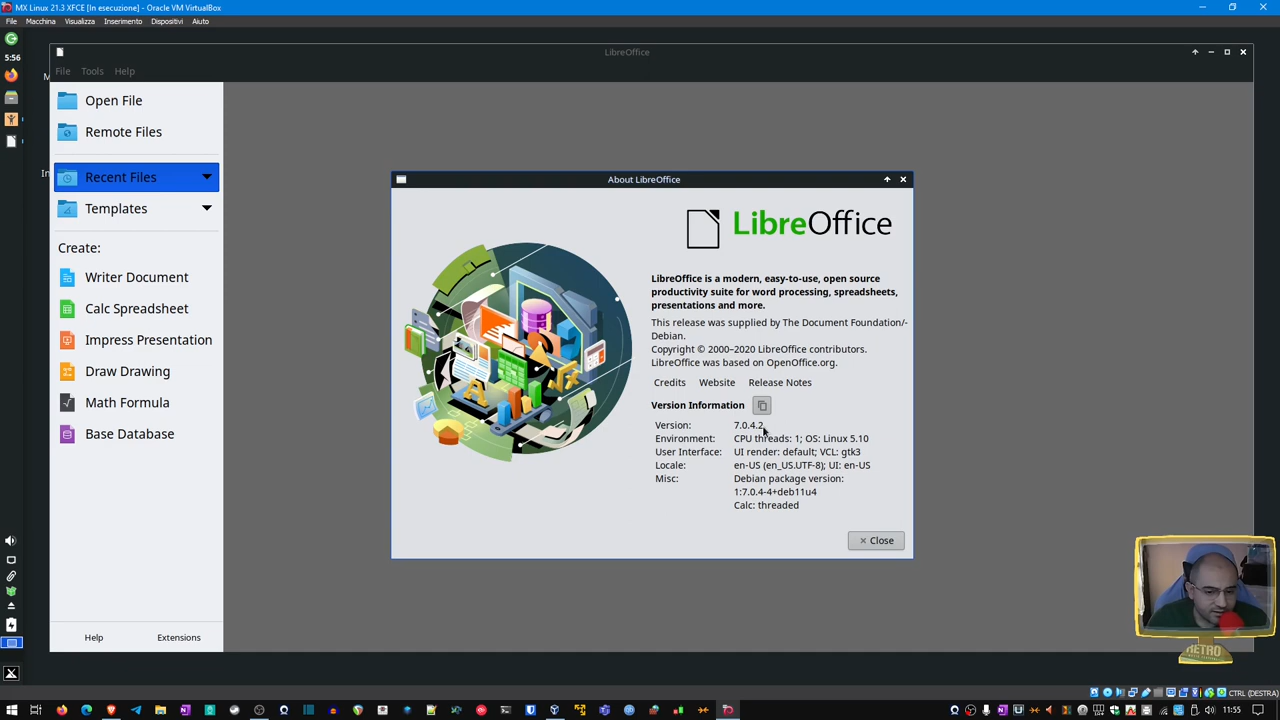 MX Linux 21.3 XFCE [In esecuzione] - Oracle VM VirtualBox
File Macchina Visualizza Inserimento Dispositivi Aiuto
5:56
LibreOffice
File Tools Help
Open File
Remote Files
Recent Files
Templates
Create:
Writer Document
Calc Spreadsheet
Impress Presentation
Draw Drawing
Math Formula
Base Database
Help Extensions
About LibreOffice
LibreOffice
LibreOffice is a modern, easy-to-use, open source
productivity suite for word processing, spreadsheets,
presentations and more.
This release was supplied by The Document Foundation/-
Debian.
Copyright © 2000–2020 LibreOffice contributors.
LibreOffice was based on OpenOffice.org.
Credits Website Release Notes
Version Information
Version: 7.0.4.2
Environment: CPU threads: 1; OS: Linux 5.10
User Interface: UI render: default; VCL: gtk3
Locale: en-US (en_US.UTF-8); UI: en-US
Misc: Debian package version:
1:7.0.4-4+deb11u4
Calc: threaded
Close
RETRO
CTRL (DESTRA)
11:55